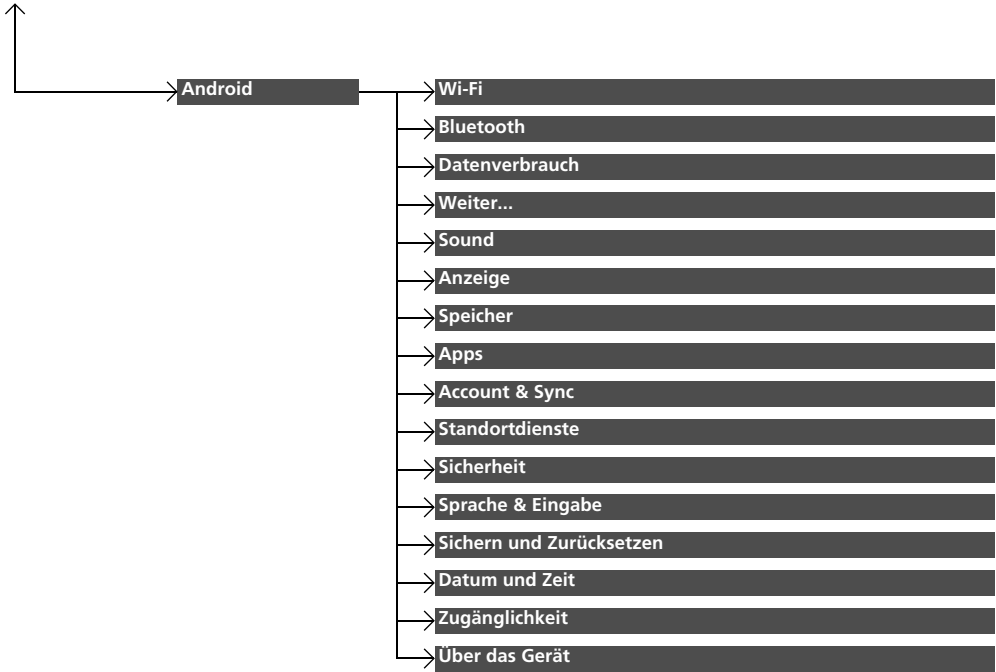 Android
Wi-Fi
Bluetooth
Datenverbrauch
Weiter...
Sound
Anzeige
Speicher
Apps
Account & Sync
Standortdienste
Sicherheit
Sprache & Eingabe
Sichern und Zurücksetzen
Datum und Zeit
Zugänglichkeit
Über das Gerät